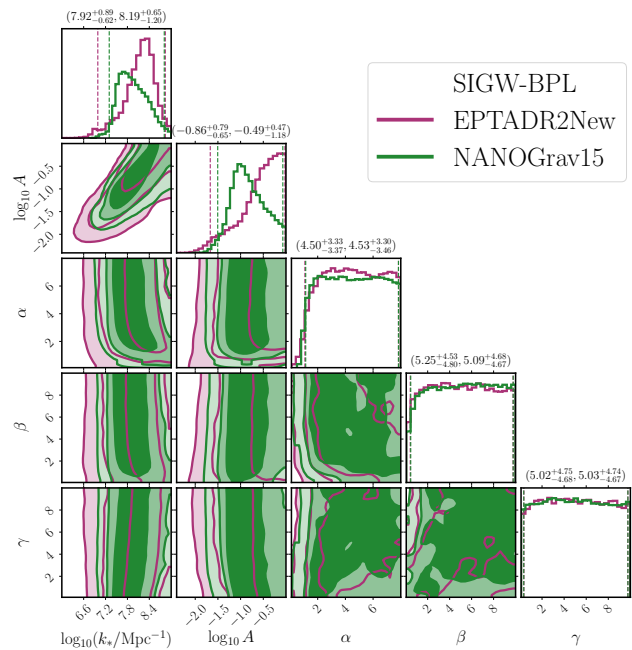 (7.92^{+0.89}_{-0.62}, 8.19^{+0.65}_{-1.20})
SIGW-BPL
EPTADR2New
NANOGrav15
(−0.86^{+0.79}_{-0.65}, −0.49^{+0.47}_{-1.18})
log₁₀ A
−0.5
−1.0
−1.5
−2.0
(4.50^{+3.33}_{-3.37}, 4.53^{+3.30}_{-3.46})
α
6
4
2
(5.25^{+4.53}_{-4.80}, 5.09^{+4.68}_{-4.67})
β
8
6
4
2
(5.02^{+4.75}_{-4.68}, 5.03^{+4.74}_{-4.67})
γ
8
6
4
2
6.6 7.2 7.8 8.4
−2.0 −1.5 −1.0 −0.5
2 4 6
2 4 6 8
2 4 6 8
log₁₀(k_*/Mpc⁻¹) log₁₀ A α β γ